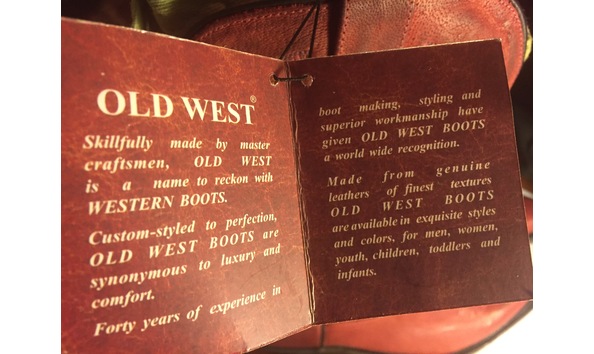 OLD WEST®
Skillfully made by master
craftsmen, OLD WEST
is a name to reckon with
WESTERN BOOTS.
Custom-styled to perfection,
OLD WEST BOOTS are
synonymous to luxury and
comfort.
Forty years of experience in
boot making, styling and
superior workmanship have
given OLD WEST BOOTS
a world wide recognition.
Made from genuine
leathers of finest textures
OLD WEST BOOTS
are available in exquisite styles
and colors, for men, women,
youth, children, toddlers and
infants.